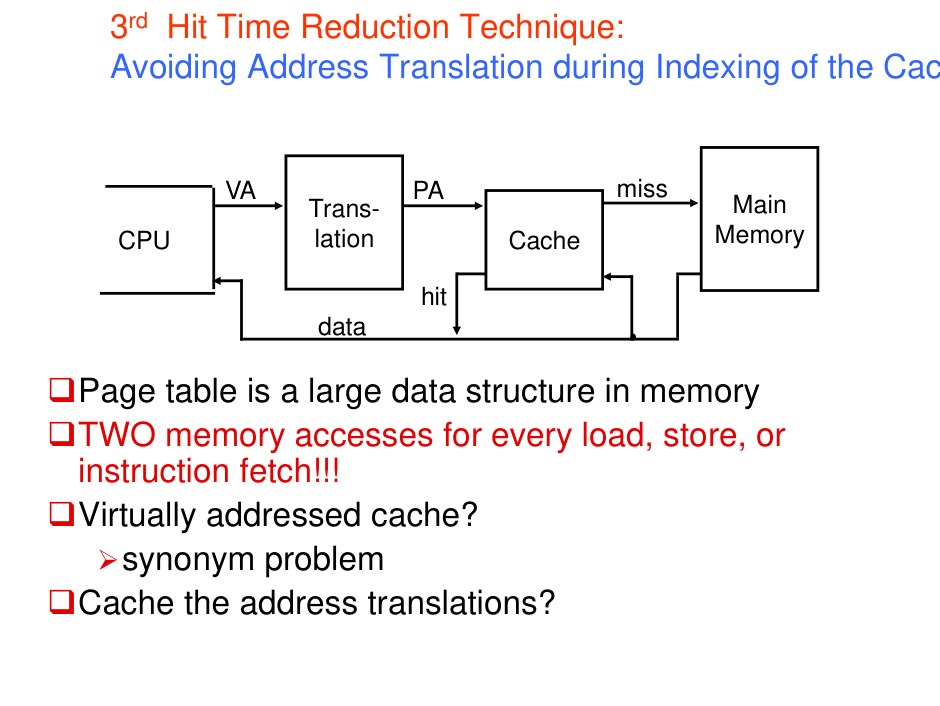 3rd Hit Time Reduction Technique:
Avoiding Address Translation during Indexing of the Cac
VA
Trans-
lation
PA
miss
Main
Memory
CPU
Cache
hit
data
❑Page table is a large data structure in memory
❑TWO memory accesses for every load, store, or
instruction fetch!!!
❑Virtually addressed cache?
➢synonym problem
❑Cache the address translations?